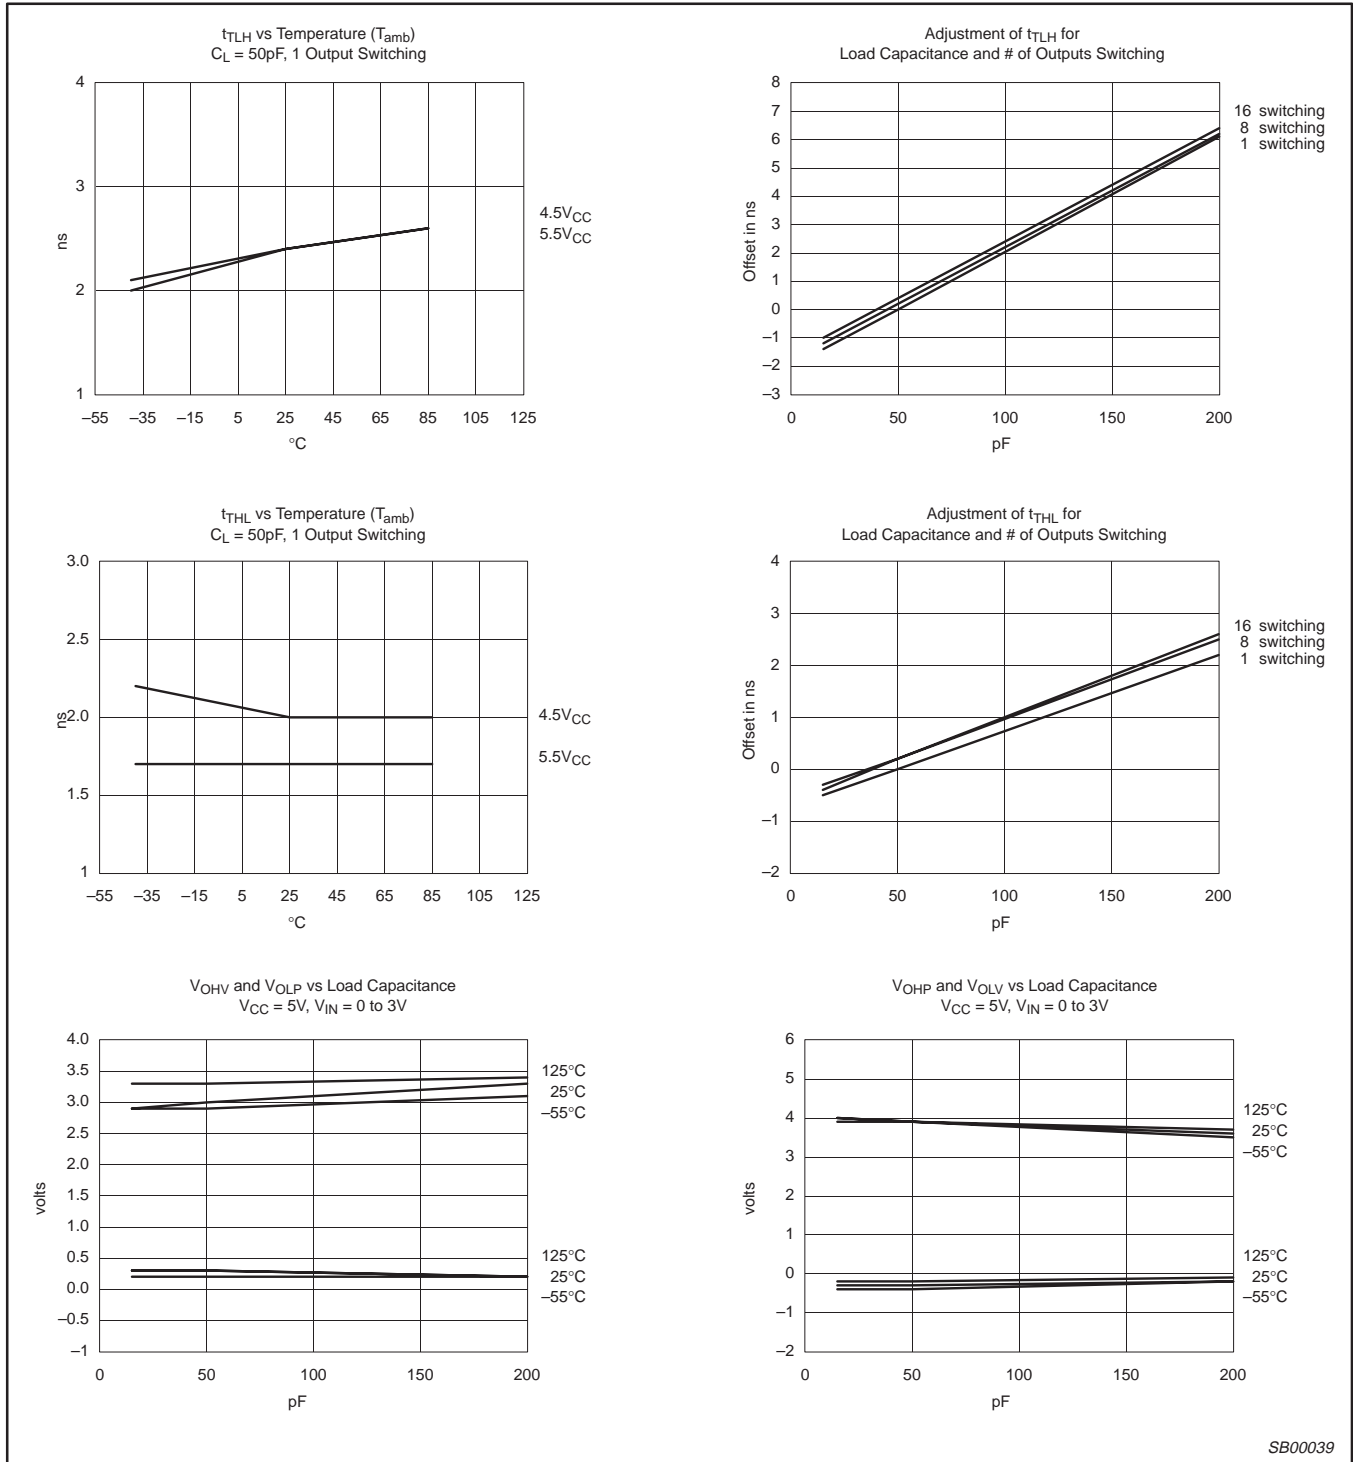 tTLH vs Temperature (Tamb)
CL = 50pF, 1 Output Switching
4
3
2
1
ns
–55 –35 –15 5 25 45 65 85 105 125
°C
4.5VCC
5.5VCC
Adjustment of tTLH for
Load Capacitance and # of Outputs Switching
8
7
6
5
4
3
2
1
0
–1
–2
–3
Offset in ns
0 50 100 150 200
pF
16 switching
8 switching
1 switching
tTHL vs Temperature (Tamb)
CL = 50pF, 1 Output Switching
3.0
2.5
2.0
1.5
1
ns
–55 –35 –15 5 25 45 65 85 105 125
°C
4.5VCC
5.5VCC
Adjustment of tTHL for
Load Capacitance and # of Outputs Switching
4
3
2
1
0
–1
–2
Offset in ns
0 50 100 150 200
pF
16 switching
8 switching
1 switching
VOHV and VOLP vs Load Capacitance
VCC = 5V, VIN = 0 to 3V
4.0
3.5
3.0
2.5
2.0
1.5
1.0
0.5
0.0
–0.5
–1
volts
0 50 100 150 200
pF
125°C
25°C
–55°C
125°C
25°C
–55°C
VOHP and VOLV vs Load Capacitance
VCC = 5V, VIN = 0 to 3V
6
5
4
3
2
1
0
–1
–2
volts
0 50 100 150 200
pF
125°C
25°C
–55°C
125°C
25°C
–55°C
SB00039